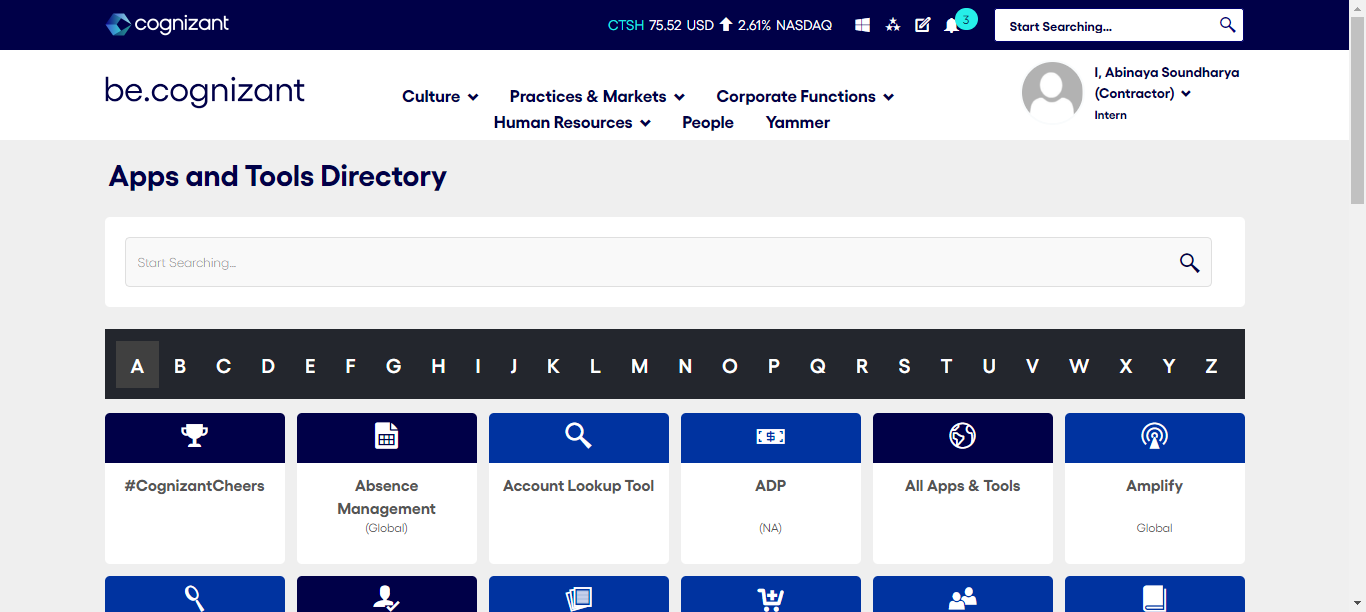 cognizant
CTSH 75.52 USD 2.61% NASDAQ
3
Start Searching...
be.cognizant
Culture
Practices & Markets
Corporate Functions
Human Resources
People
Yammer
I, Abinaya Soundharya
(Contractor)
Intern
Apps and Tools Directory
Start Searching...
A B C D E F G H I J K L M N O P Q R S T U V W X Y Z
#CognizantCheers
Absence
Management
(Global)
Account Lookup Tool
ADP
(NA)
All Apps & Tools
Amplify
Global